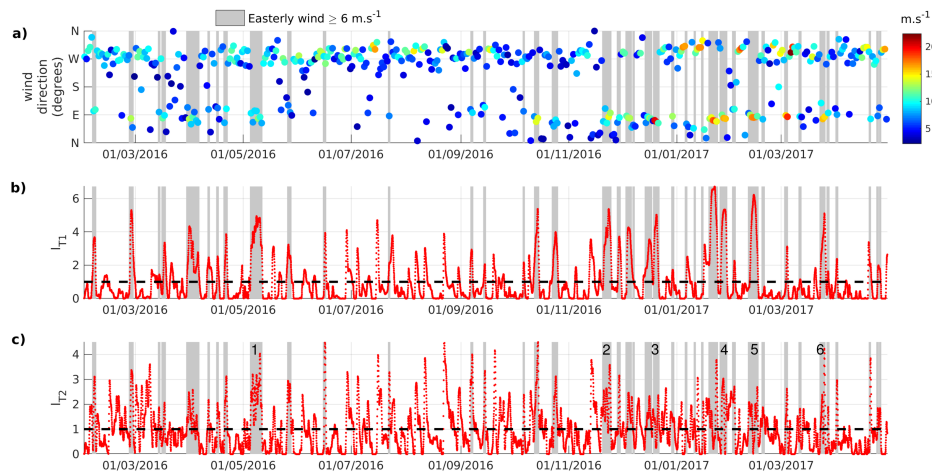 Easterly wind ≥ 6 m.s⁻¹
m.s⁻¹
a)
wind
direction
(degrees)
N
W
S
E
N
20
15
10
5
01/03/2016 01/05/2016 01/07/2016 01/09/2016 01/11/2016 01/01/2017 01/03/2017
b)
I_T1
6
4
2
0
01/03/2016 01/05/2016 01/07/2016 01/09/2016 01/11/2016 01/01/2017 01/03/2017
c)
I_T2
4
3
2
1
0
1 2 3 4 5 6
01/03/2016 01/05/2016 01/07/2016 01/09/2016 01/11/2016 01/01/2017 01/03/2017